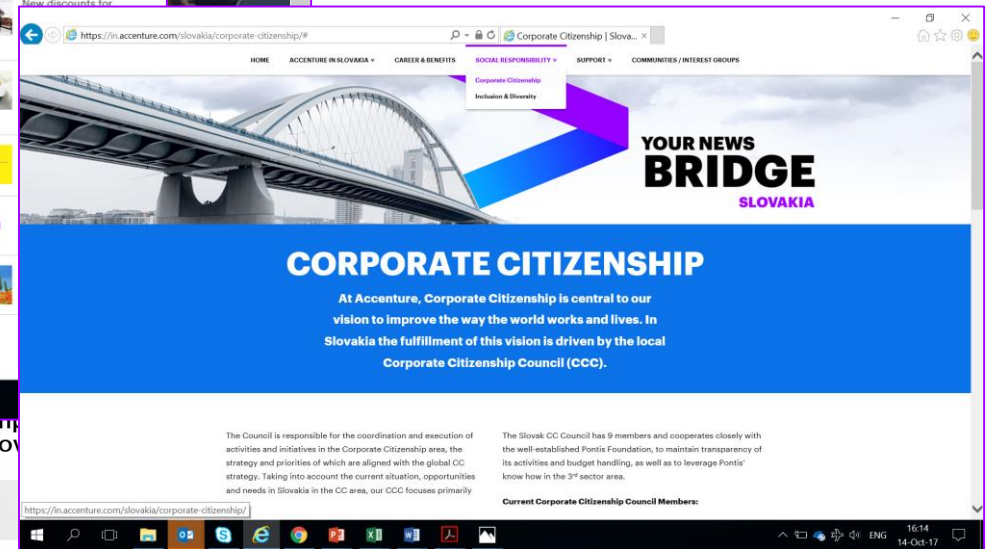 New discounts for
https://in.accenture.com/slovakia/corporate-citizenship/#
Corporate Citizenship | Slova...
HOME ACCENTURE IN SLOVAKIA CAREER & BENEFITS SOCIAL RESPONSIBILITY SUPPORT COMMUNITIES / INTEREST GROUPS
Corporate Citizenship
Inclusion & Diversity
YOUR NEWS
BRIDGE
SLOVAKIA
CORPORATE CITIZENSHIP
At Accenture, Corporate Citizenship is central to our
vision to improve the way the world works and lives. In
Slovakia the fulfillment of this vision is driven by the local
Corporate Citizenship Council (CCC).
The Council is responsible for the coordination and execution of
activities and initiatives in the Corporate Citizenship area, the
strategy and priorities of which are aligned with the global CC
strategy. Taking into account the current situation, opportunities
and needs in Slovakia in the CC area, our CCC focuses primarily
The Slovak CC Council has 9 members and cooperates closely with
the well-established Pontis Foundation, to maintain transparency of
its activities and budget handling, as well as to leverage Pontis'
know how in the 3rd sector area.
Current Corporate Citizenship Council Members:
https://in.accenture.com/slovakia/corporate-citizenship/
ENG
16:14
14-Oct-17